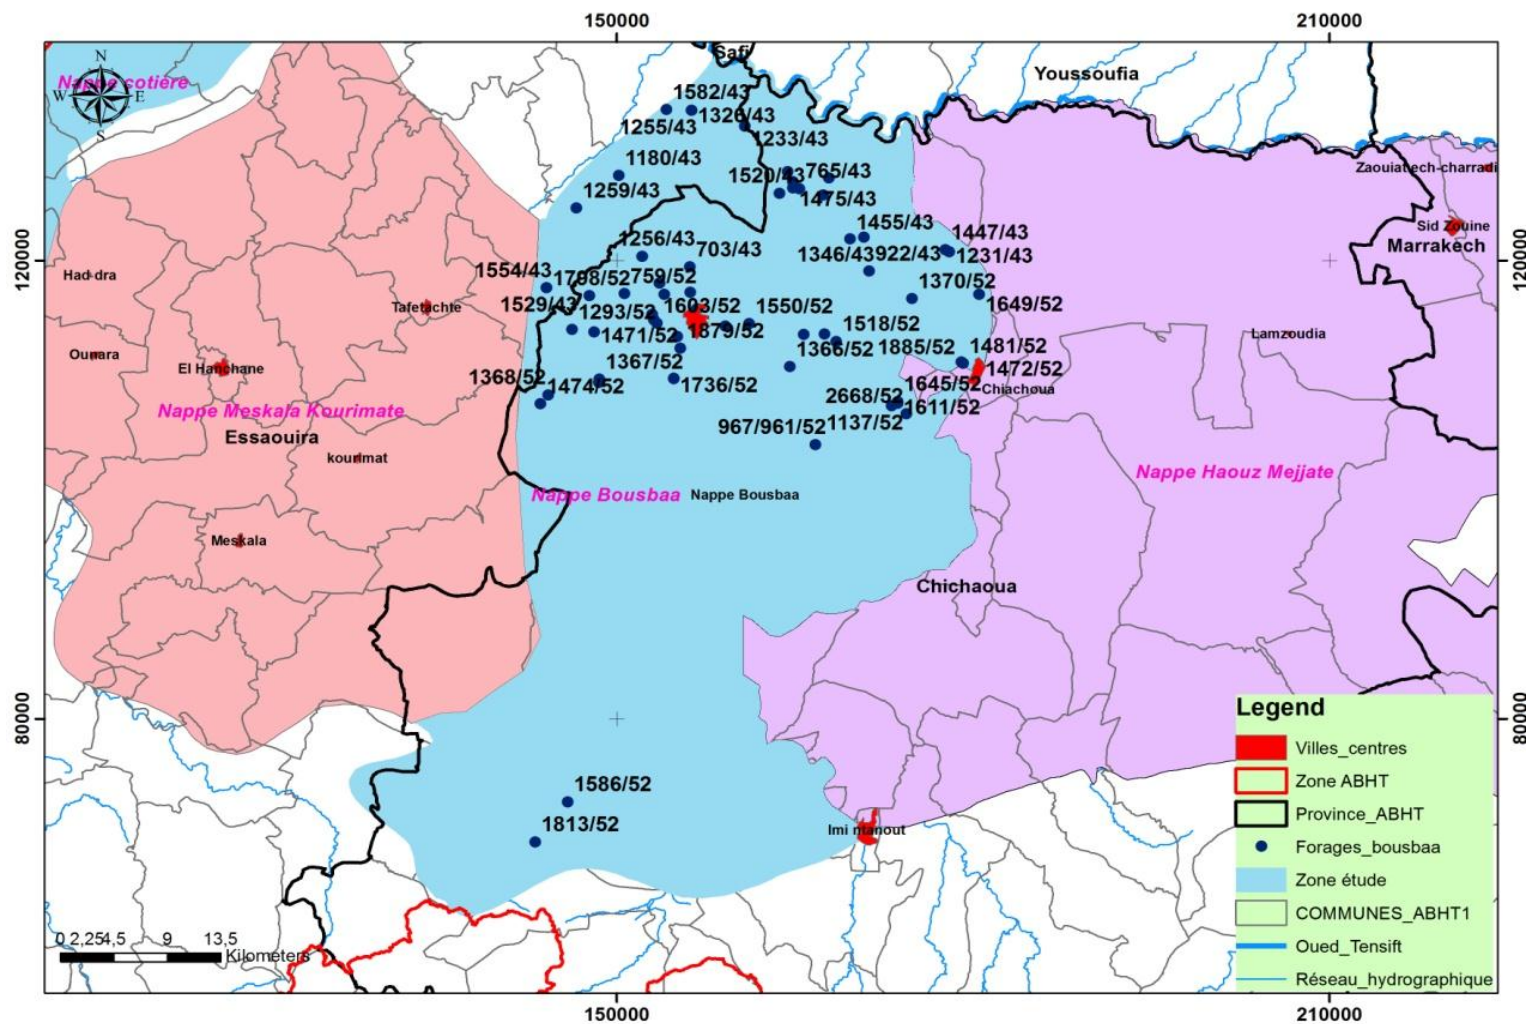 150000
210000
Safi
Youssoufia
Nappe cotière
N
W
E
S
1582/43
1326/43
1255/43
1233/43
1180/43
1520/43
765/43
1259/43
1475/43
Zaouiat ech-charradi
Sid Zouine
Marrakech
1455/43
1447/43
1256/43
703/43
1346/43
922/43
1231/43
120000
120000
Had-dra
1554/43
1798/52
759/52
1370/52
1529/43
1293/52
1603/52
1550/52
1649/52
Tafetachte
1471/52
1879/52
1518/52
Lamzoudia
Ounara
1366/52
1885/52
1481/52
El Hanchane
1367/52
1472/52
1368/52
1474/52
1736/52
1645/52
Chiachoua
Nappe Meskala Kourimate
2668/52
1611/52
Essaouira
967/961/52
1137/52
kourimat
Nappe Haouz Mejjate
Nappe Bousbaa
Nappe Bousbaa
Meskala
Chichaoua
80000
80000
Legend
Villes_centres
Zone ABHT
Province_ABHT
Forages_bousbaa
Zone étude
COMMUNES_ABHT1
Oued_Tensift
Réseau_hydrographique
1586/52
1813/52
Imi ntanout
0 2,254,5 9 13,5
Kilometers
150000
210000